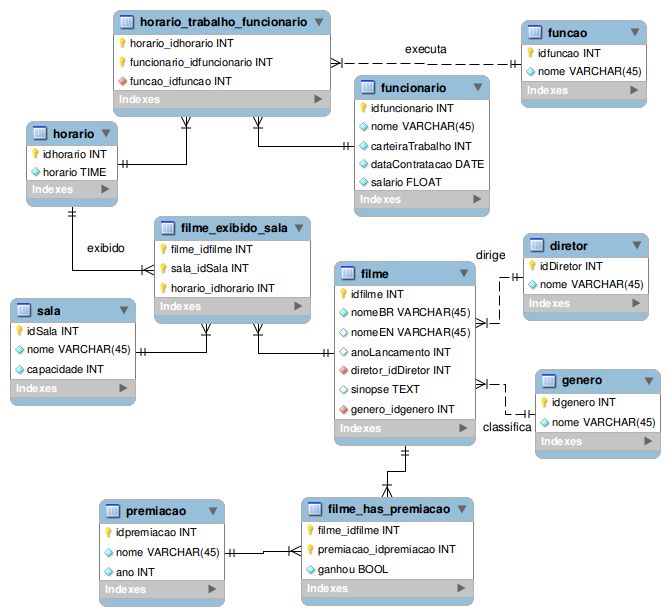 horario_trabalho_funcionario
horario_idhorario INT
funcionario_idfuncionario INT
funcao_idfuncao INT
Indexes
executa
funcao
idfuncao INT
nome VARCHAR(45)
Indexes
funcionario
idfuncionario INT
nome VARCHAR(45)
carteiraTrabalho INT
dataContratacao DATE
salario FLOAT
Indexes
horario
idhorario INT
horario TIME
Indexes
exibido
filme_exibido_sala
filme_idfilme INT
sala_idSala INT
horario_idhorario INT
Indexes
sala
idSala INT
nome VARCHAR(45)
capacidade INT
Indexes
filme
idfilme INT
nomeBR VARCHAR(45)
nomeEN VARCHAR(45)
anoLancamento INT
diretor_idDiretor INT
sinopse TEXT
genero_idgenero INT
Indexes
dirige
diretor
idDiretor INT
nome VARCHAR(45)
Indexes
classifica
genero
idgenero INT
nome VARCHAR(45)
Indexes
premiacao
idpremiacao INT
nome VARCHAR(45)
ano INT
Indexes
filme_has_premiacao
filme_idfilme INT
premiacao_idpremiacao INT
ganhou BOOL
Indexes